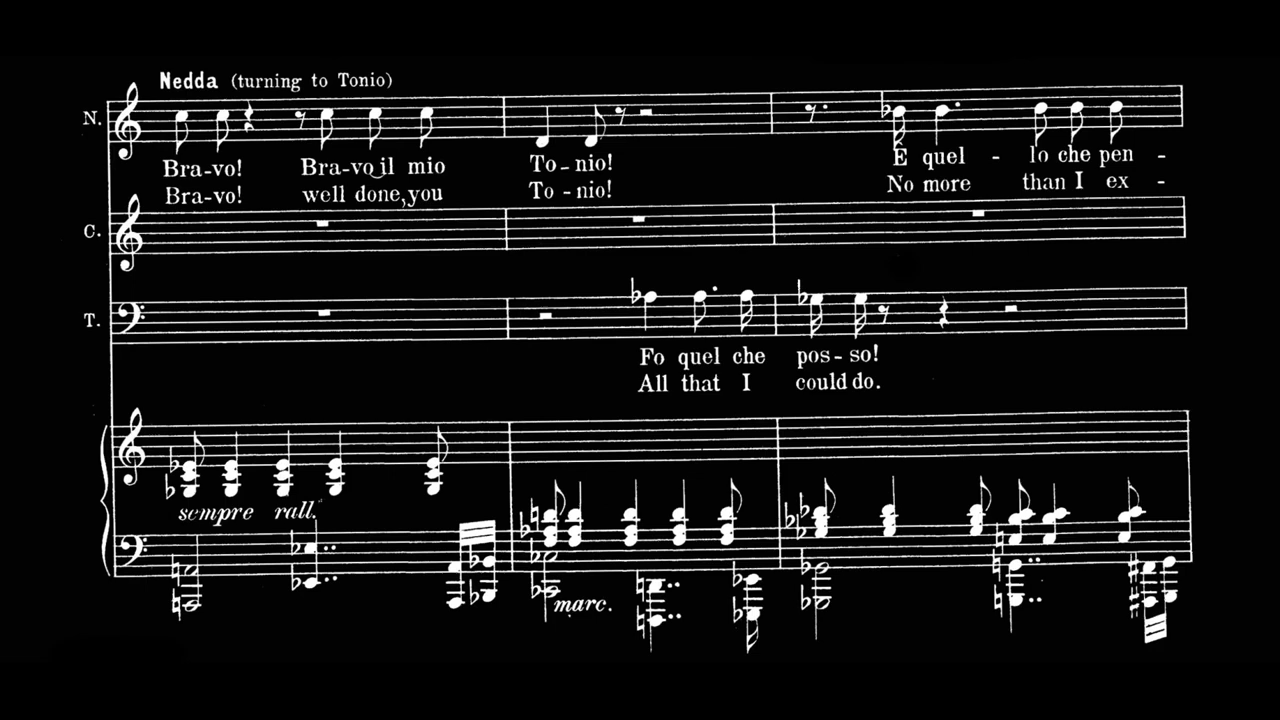 Nedda (turning to Tonio)
N.
Bra-vo! Bra-vo il mio To-nio! E quel - lo che pen -
Bra-vo! well done, you To-nio! No more than I ex -
C.
T.
Fo quel che pos-so!
All that I could do.
sempre rall.
marc.